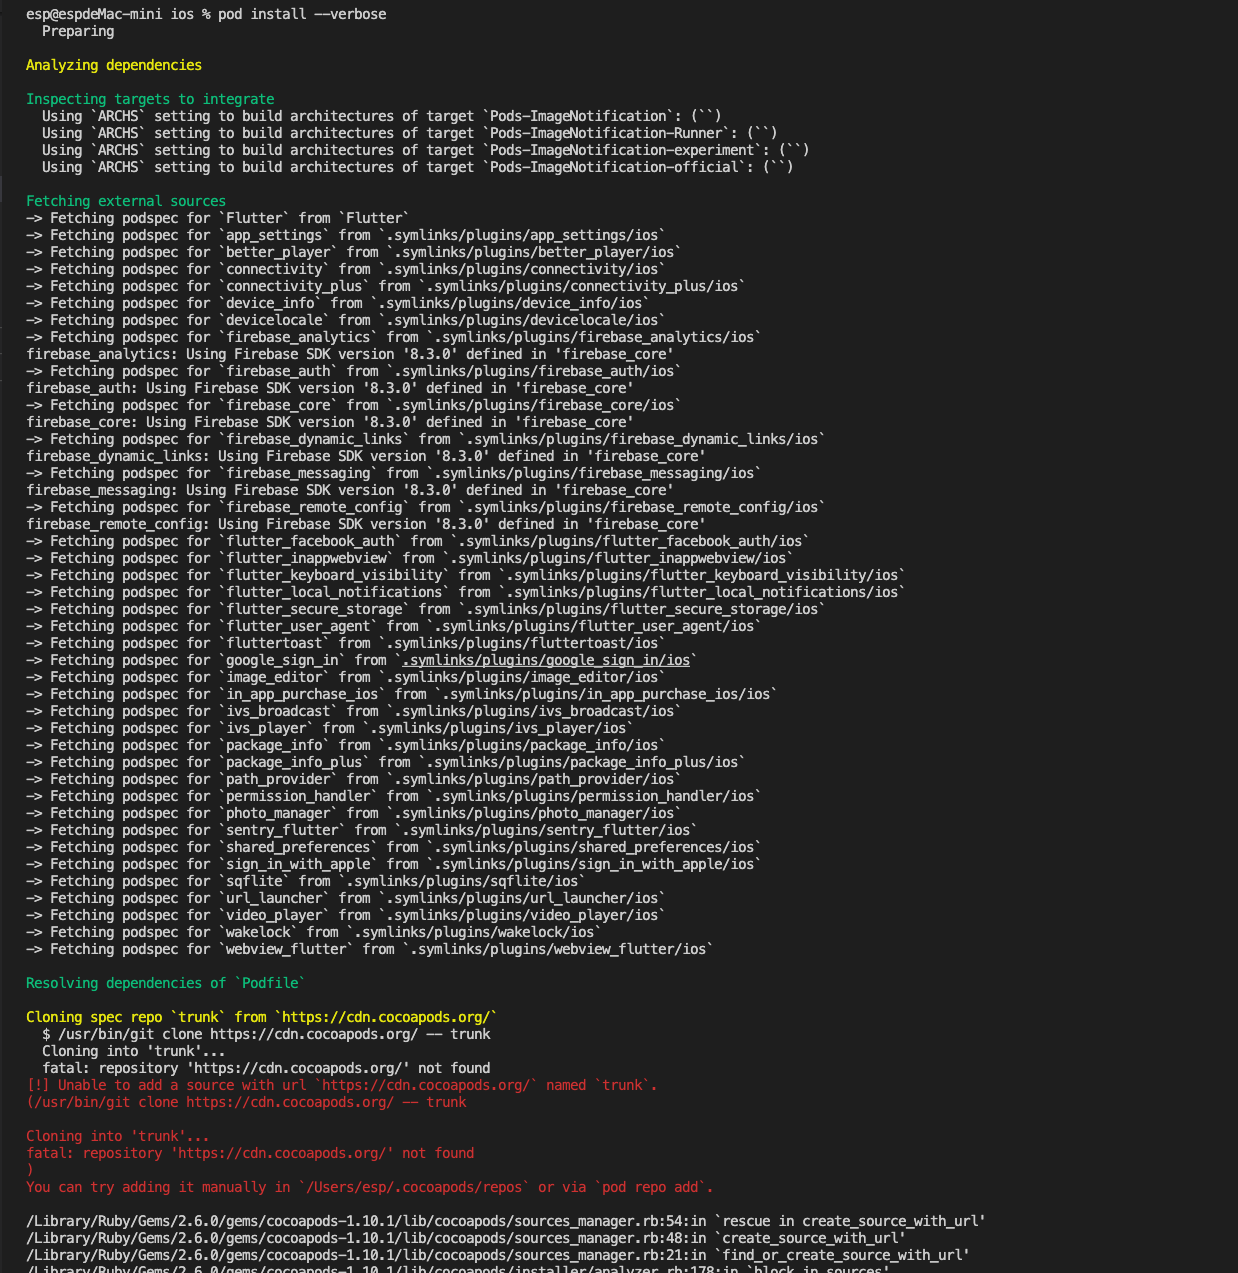 esp@espdeMac-mini ios % pod install --verbose
Preparing
Analyzing dependencies
Inspecting targets to integrate
Using `ARCHS` setting to build architectures of target `Pods-ImageNotification`: (``)
Using `ARCHS` setting to build architectures of target `Pods-ImageNotification-Runner`: (``)
Using `ARCHS` setting to build architectures of target `Pods-ImageNotification-experiment`: (``)
Using `ARCHS` setting to build architectures of target `Pods-ImageNotification-official`: (``)
Fetching external sources
-> Fetching podspec for `Flutter` from `Flutter`
-> Fetching podspec for `app_settings` from `.symlinks/plugins/app_settings/ios`
-> Fetching podspec for `better_player` from `.symlinks/plugins/better_player/ios`
-> Fetching podspec for `connectivity` from `.symlinks/plugins/connectivity/ios`
-> Fetching podspec for `connectivity_plus` from `.symlinks/plugins/connectivity_plus/ios`
-> Fetching podspec for `device_info` from `.symlinks/plugins/device_info/ios`
-> Fetching podspec for `devicelocale` from `.symlinks/plugins/devicelocale/ios`
-> Fetching podspec for `firebase_analytics` from `.symlinks/plugins/firebase_analytics/ios`
firebase_analytics: Using Firebase SDK version '8.3.0' defined in 'firebase_core'
-> Fetching podspec for `firebase_auth` from `.symlinks/plugins/firebase_auth/ios`
firebase_auth: Using Firebase SDK version '8.3.0' defined in 'firebase_core'
-> Fetching podspec for `firebase_core` from `.symlinks/plugins/firebase_core/ios`
firebase_core: Using Firebase SDK version '8.3.0' defined in 'firebase_core'
-> Fetching podspec for `firebase_dynamic_links` from `.symlinks/plugins/firebase_dynamic_links/ios`
firebase_dynamic_links: Using Firebase SDK version '8.3.0' defined in 'firebase_core'
-> Fetching podspec for `firebase_messaging` from `.symlinks/plugins/firebase_messaging/ios`
firebase_messaging: Using Firebase SDK version '8.3.0' defined in 'firebase_core'
-> Fetching podspec for `firebase_remote_config` from `.symlinks/plugins/firebase_remote_config/ios`
firebase_remote_config: Using Firebase SDK version '8.3.0' defined in 'firebase_core'
-> Fetching podspec for `flutter_facebook_auth` from `.symlinks/plugins/flutter_facebook_auth/ios`
-> Fetching podspec for `flutter_inappwebview` from `.symlinks/plugins/flutter_inappwebview/ios`
-> Fetching podspec for `flutter_keyboard_visibility` from `.symlinks/plugins/flutter_keyboard_visibility/ios`
-> Fetching podspec for `flutter_local_notifications` from `.symlinks/plugins/flutter_local_notifications/ios`
-> Fetching podspec for `flutter_secure_storage` from `.symlinks/plugins/flutter_secure_storage/ios`
-> Fetching podspec for `flutter_user_agent` from `.symlinks/plugins/flutter_user_agent/ios`
-> Fetching podspec for `fluttertoast` from `.symlinks/plugins/fluttertoast/ios`
-> Fetching podspec for `google_sign_in` from `.symlinks/plugins/google_sign_in/ios`
-> Fetching podspec for `image_editor` from `.symlinks/plugins/image_editor/ios`
-> Fetching podspec for `in_app_purchase_ios` from `.symlinks/plugins/in_app_purchase_ios/ios`
-> Fetching podspec for `ivs_broadcast` from `.symlinks/plugins/ivs_broadcast/ios`
-> Fetching podspec for `ivs_player` from `.symlinks/plugins/ivs_player/ios`
-> Fetching podspec for `package_info` from `.symlinks/plugins/package_info/ios`
-> Fetching podspec for `package_info_plus` from `.symlinks/plugins/package_info_plus/ios`
-> Fetching podspec for `path_provider` from `.symlinks/plugins/path_provider/ios`
-> Fetching podspec for `permission_handler` from `.symlinks/plugins/permission_handler/ios`
-> Fetching podspec for `photo_manager` from `.symlinks/plugins/photo_manager/ios`
-> Fetching podspec for `sentry_flutter` from `.symlinks/plugins/sentry_flutter/ios`
-> Fetching podspec for `shared_preferences` from `.symlinks/plugins/shared_preferences/ios`
-> Fetching podspec for `sign_in_with_apple` from `.symlinks/plugins/sign_in_with_apple/ios`
-> Fetching podspec for `sqflite` from `.symlinks/plugins/sqflite/ios`
-> Fetching podspec for `url_launcher` from `.symlinks/plugins/url_launcher/ios`
-> Fetching podspec for `video_player` from `.symlinks/plugins/video_player/ios`
-> Fetching podspec for `wakelock` from `.symlinks/plugins/wakelock/ios`
-> Fetching podspec for `webview_flutter` from `.symlinks/plugins/webview_flutter/ios`
Resolving dependencies of `Podfile`
Cloning spec repo `trunk` from `https://cdn.cocoapods.org/`
$ /usr/bin/git clone https://cdn.cocoapods.org/ -- trunk
Cloning into 'trunk'...
fatal: repository 'https://cdn.cocoapods.org/' not found
[!] Unable to add a source with url `https://cdn.cocoapods.org/` named `trunk`.
(/usr/bin/git clone https://cdn.cocoapods.org/ -- trunk
Cloning into 'trunk'...
fatal: repository 'https://cdn.cocoapods.org/' not found
)
You can try adding it manually in `/Users/esp/.cocoapods/repos` or via `pod repo add`.
/Library/Ruby/Gems/2.6.0/gems/cocoapods-1.10.1/lib/cocoapods/sources_manager.rb:54:in `rescue in create_source_with_url'
/Library/Ruby/Gems/2.6.0/gems/cocoapods-1.10.1/lib/cocoapods/sources_manager.rb:48:in `create_source_with_url'
/Library/Ruby/Gems/2.6.0/gems/cocoapods-1.10.1/lib/cocoapods/sources_manager.rb:21:in `find_or_create_source_with_url'
/Library/Ruby/Gems/2.6.0/gems/cocoapods-1.10.1/lib/cocoapods/installer/analyzer.rb:178:in `block in sources'